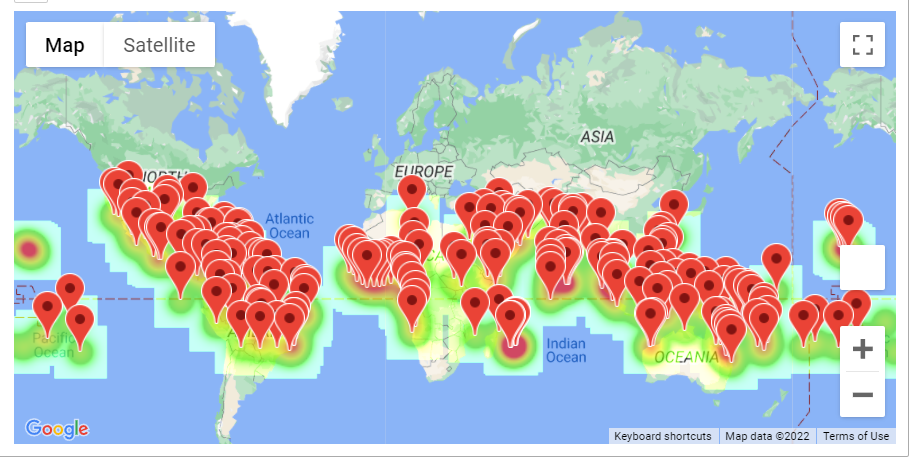 Map
Satellite
NORTH
ASIA
EUROPE
Atlantic
Ocean
Pacific
Ocean
Indian
Ocean
OCEANIA
Google
Keyboard shortcuts
Map data ©2022
Terms of Use